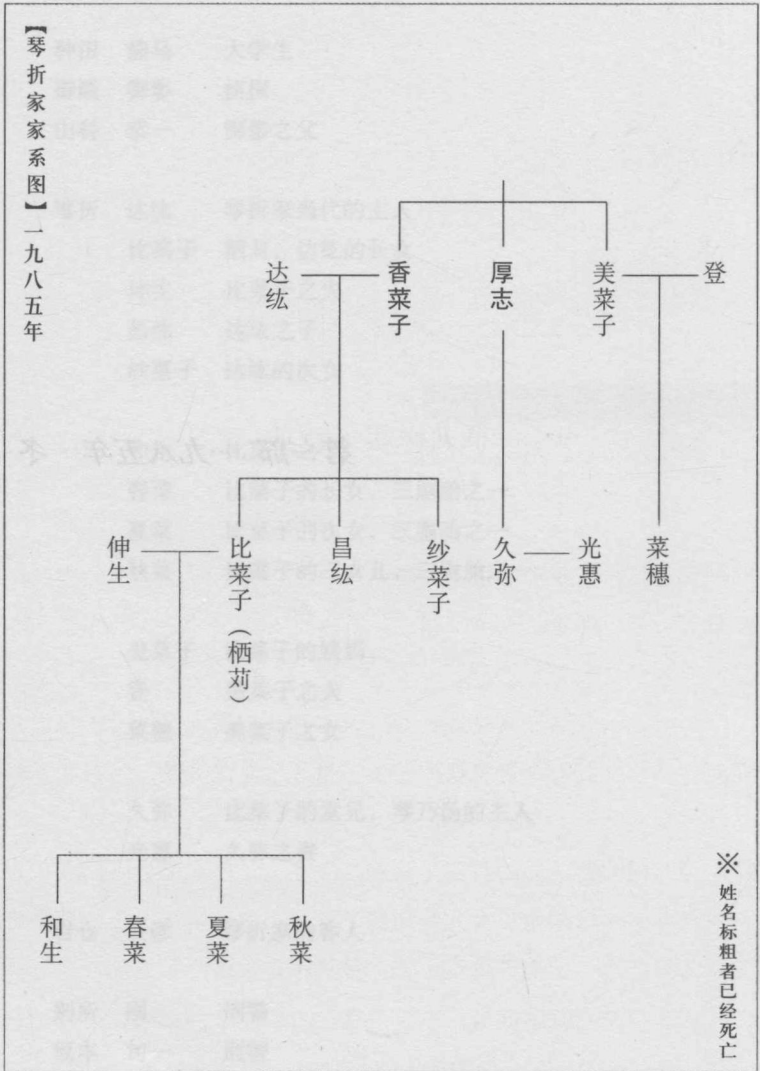 【琴折家家系图】一九八五年
达纮
香菜子
厚志
美菜子
登
伸生
比菜子（栖苅）
昌纮
纱菜子
久弥
光惠
菜穗
和生
春菜
夏菜
秋菜
※姓名标粗者已经死亡